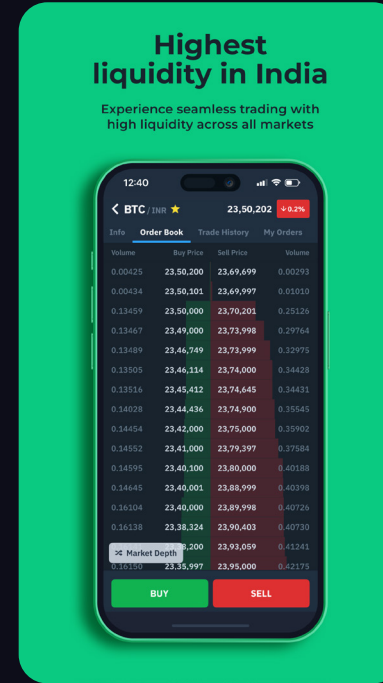 Highest
liquidity in India
Experience seamless trading with
high liquidity across all markets
12:40
BTC/INR 23,50,202 ↓0.2%
Info Order Book Trade History My Orders
Volume Buy Price Sell Price Volume
0.00425 23,50,200 23,69,699 0.00293
0.00434 23,50,101 23,69,997 0.01010
0.13459 23,50,000 23,70,201 0.25126
0.13467 23,49,000 23,73,998 0.29764
0.13489 23,46,749 23,73,999 0.32975
0.13505 23,46,114 23,74,000 0.34428
0.13516 23,45,412 23,74,645 0.34431
0.14028 23,44,436 23,74,900 0.35545
0.14454 23,42,000 23,75,000 0.35902
0.14552 23,41,000 23,79,397 0.37584
0.14595 23,40,100 23,80,000 0.40188
0.14645 23,40,001 23,88,999 0.40398
0.16104 23,40,000 23,89,998 0.40726
0.16138 23,38,324 23,90,403 0.40730
8,200 23,93,059 0.41241
Market Depth
0.16150 23,35,997 23,95,000 0.42175
BUY SELL